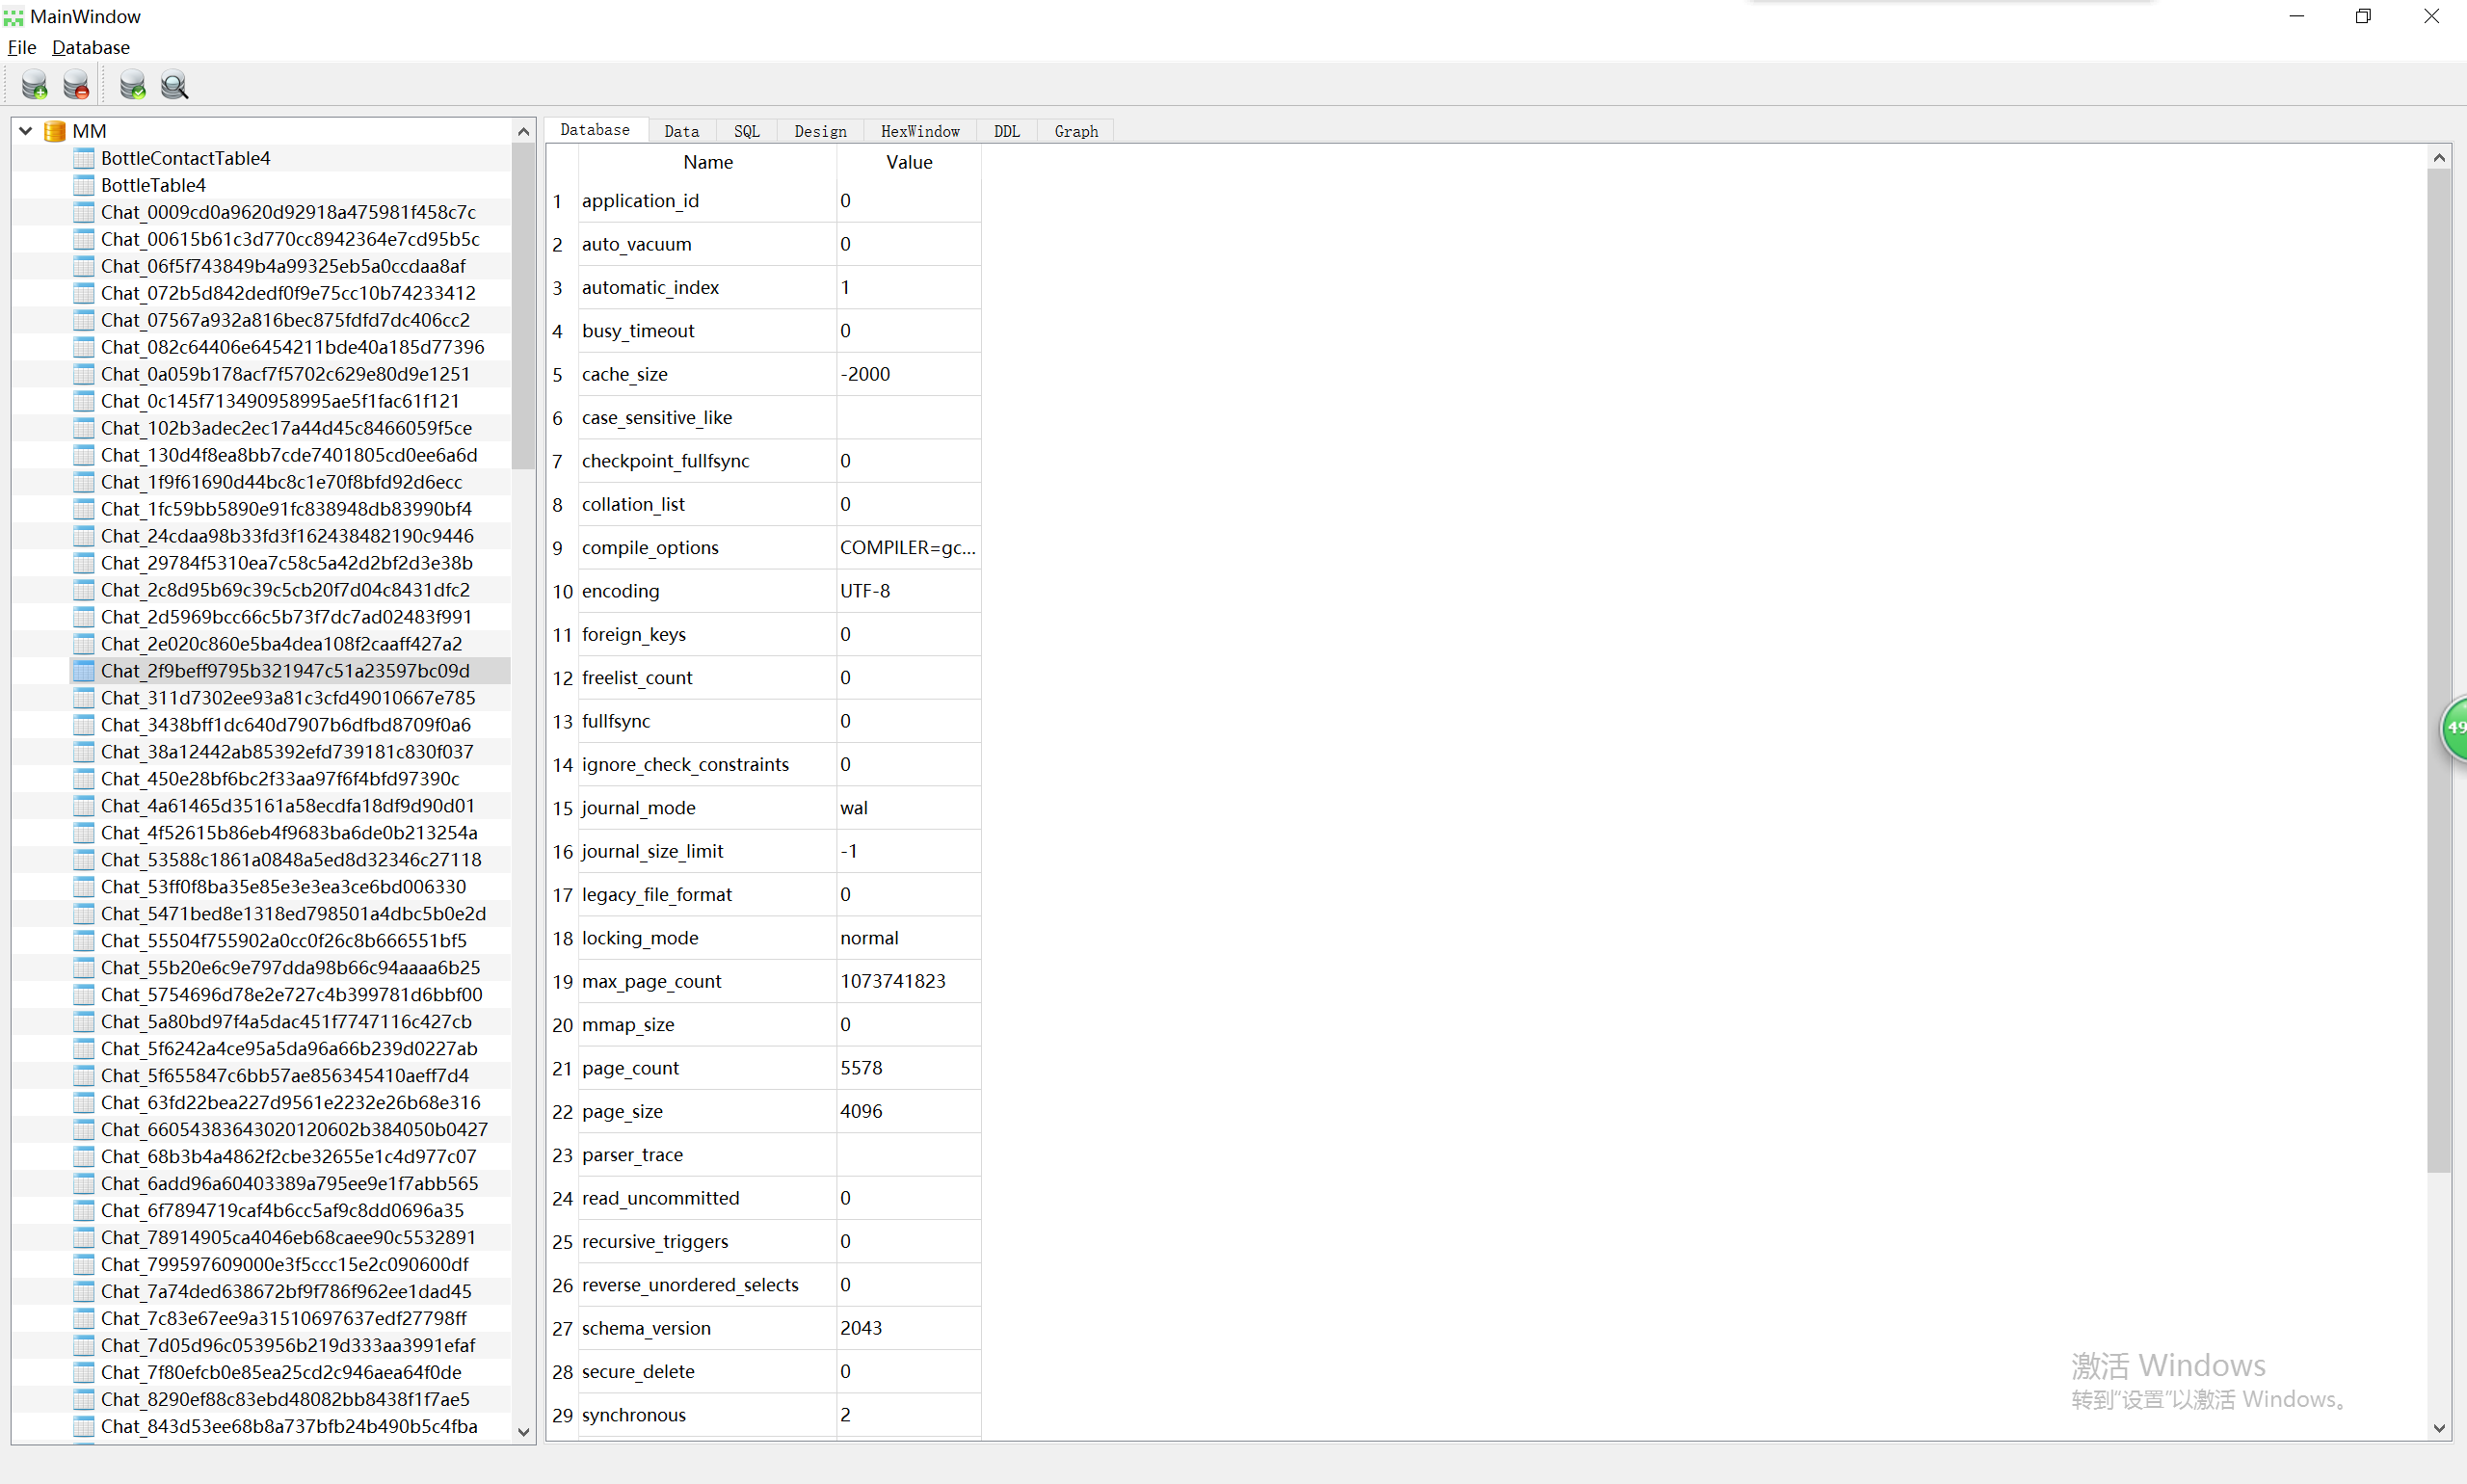 MainWindow
File Database
MM
BottleContactTable4
BottleTable4
Chat_0009cd0a9620d92918a475981f458c7c
Chat_00615b61c3d770cc8942364e7cd95b5c
Chat_06f5f743849b4a99325eb5a0ccdaa8af
Chat_072b5d842dedf0f9e75cc10b74233412
Chat_07567a932a816bec875fdfd7dc406cc2
Chat_082c64406e6454211bde40a185d77396
Chat_0a059b178acf7f5702c629e80d9e1251
Chat_0c145f713490958995ae5f1fac61f121
Chat_102b3adec2ec17a44d45c8466059f5ce
Chat_130d4f8ea8bb7cde7401805cd0ee6a6d
Chat_1f9f61690d44bc8c1e70f8bfd92d6ecc
Chat_1fc59bb5890e91fc838948db83990bf4
Chat_24cdaa98b33fd3f162438482190c9446
Chat_29784f5310ea7c58c5a42d2bf2d3e38b
Chat_2c8d95b69c39c5cb20f7d04c8431dfc2
Chat_2d5969bcc66c5b73f7dc7ad02483f991
Chat_2e020c860e5ba4dea108f2caaff427a2
Chat_2f9beff9795b321947c51a23597bc09d
Chat_311d7302ee93a81c3cfd49010667e785
Chat_3438bff1dc640d7907b6dfbd8709f0a6
Chat_38a12442ab85392efd739181c830f037
Chat_450e28bf6bc2f33aa97f6f4bfd97390c
Chat_4a61465d35161a58ecdfa18df9d90d01
Chat_4f52615b86eb4f9683ba6de0b213254a
Chat_53588c1861a0848a5ed8d32346c27118
Chat_53ff0f8ba35e85e3e3ea3ce6bd006330
Chat_5471bed8e1318ed798501a4dbc5b0e2d
Chat_55504f755902a0cc0f26c8b666551bf5
Chat_55b20e6c9e797dda98b66c94aaaa6b25
Chat_5754696d78e2e727c4b399781d6bbf00
Chat_5a80bd97f4a5dac451f7747116c427cb
Chat_5f6242a4ce95a5da96a66b239d0227ab
Chat_5f655847c6bb57ae856345410aeff7d4
Chat_63fd22bea227d9561e2232e26b68e316
Chat_66054383643020120602b384050b0427
Chat_68b3b4a4862f2cbe32655e1c4d977c07
Chat_6add96a60403389a795ee9e1f7abb565
Chat_6f7894719caf4b6cc5af9c8dd0696a35
Chat_78914905ca4046eb68caee90c5532891
Chat_799597609000e3f5ccc15e2c090600df
Chat_7a74ded638672bf9f786f962ee1dad45
Chat_7c83e67ee9a31510697637edf27798ff
Chat_7d05d96c053956b219d333aa3991efaf
Chat_7f80efcb0e85ea25cd2c946aea64f0de
Chat_8290ef88c83ebd48082bb8438f1f7ae5
Chat_843d53ee68b8a737bfb24b490b5c4fba
Database Data SQL Design HexWindow DDL Graph
Name Value
1 application_id 0
2 auto_vacuum 0
3 automatic_index 1
4 busy_timeout 0
5 cache_size -2000
6 case_sensitive_like
7 checkpoint_fullfsync 0
8 collation_list 0
9 compile_options COMPILER=gc...
10 encoding UTF-8
11 foreign_keys 0
12 freelist_count 0
13 fullfsync 0
14 ignore_check_constraints 0
15 journal_mode wal
16 journal_size_limit -1
17 legacy_file_format 0
18 locking_mode normal
19 max_page_count 1073741823
20 mmap_size 0
21 page_count 5578
22 page_size 4096
23 parser_trace
24 read_uncommitted 0
25 recursive_triggers 0
26 reverse_unordered_selects 0
27 schema_version 2043
28 secure_delete 0
29 synchronous 2
49
激活 Windows
转到"设置"以激活 Windows。